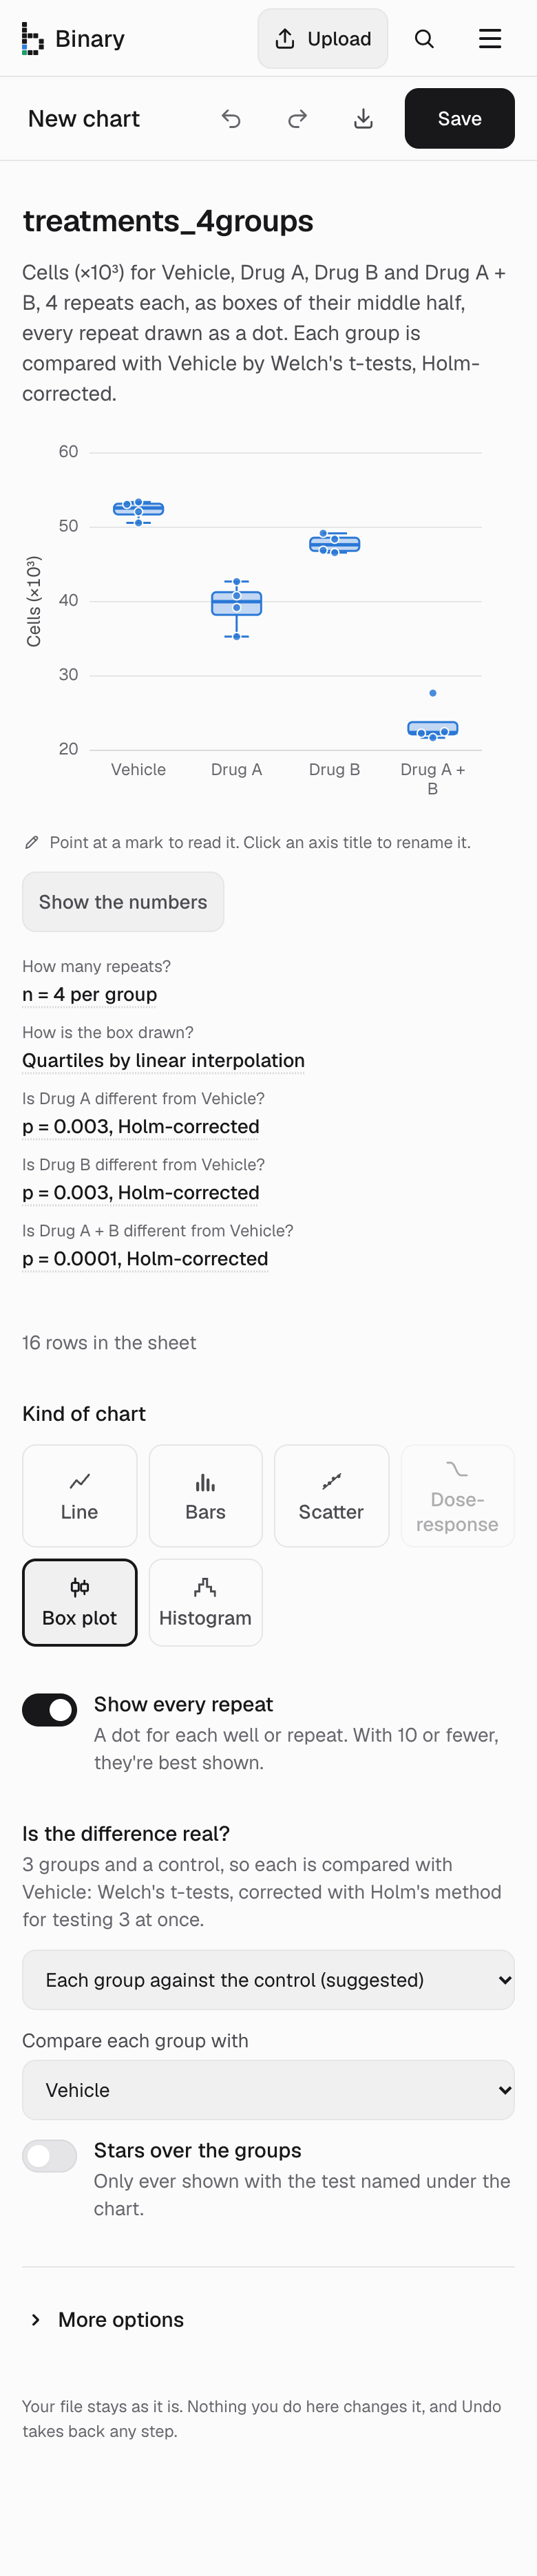 Binary
Upload
New chart
Save
treatments_4groups
Cells (×10³) for Vehicle, Drug A, Drug B and Drug A +
B, 4 repeats each, as boxes of their middle half,
every repeat drawn as a dot. Each group is
compared with Vehicle by Welch's t-tests, Holm-
corrected.
60
50
40
30
20
Cells (×10³)
Vehicle
Drug A
Drug B
Drug A +
B
Point at a mark to read it. Click an axis title to rename it.
Show the numbers
How many repeats?
n = 4 per group
How is the box drawn?
Quartiles by linear interpolation
Is Drug A different from Vehicle?
p = 0.003, Holm-corrected
Is Drug B different from Vehicle?
p = 0.003, Holm-corrected
Is Drug A + B different from Vehicle?
p = 0.0001, Holm-corrected
16 rows in the sheet
Kind of chart
Line
Bars
Scatter
Dose-
response
Box plot
Histogram
Show every repeat
A dot for each well or repeat. With 10 or fewer,
they're best shown.
Is the difference real?
3 groups and a control, so each is compared with
Vehicle: Welch's t-tests, corrected with Holm's method
for testing 3 at once.
Each group against the control (suggested)
Compare each group with
Vehicle
Stars over the groups
Only ever shown with the test named under the
chart.
More options
Your file stays as it is. Nothing you do here changes it, and Undo
takes back any step.